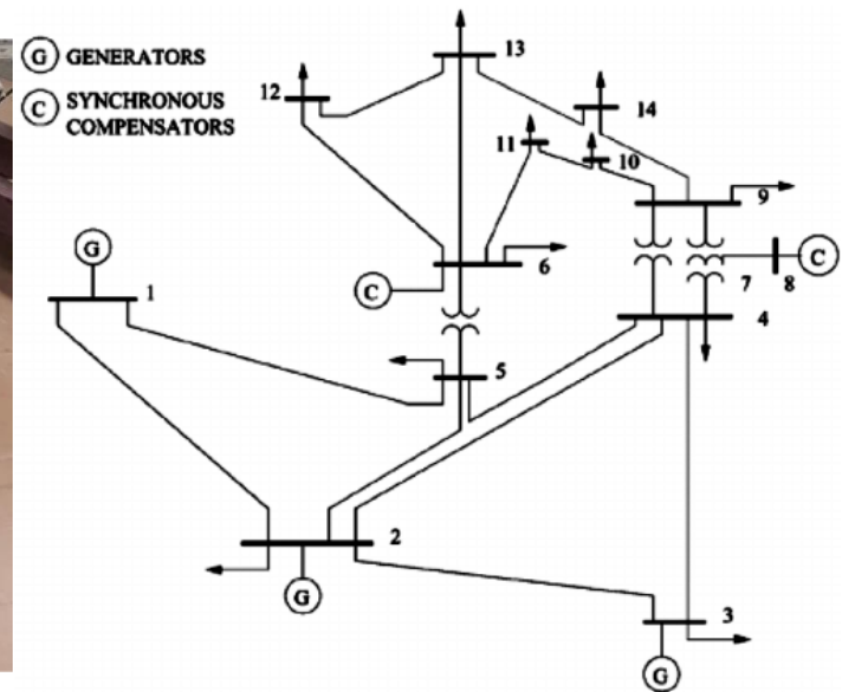 G GENERATORS
C SYNCHRONOUS
COMPENSATORS
13
12
14
11
10
9
G
6
C
7
8
C
1
4
5
2
G
3
G